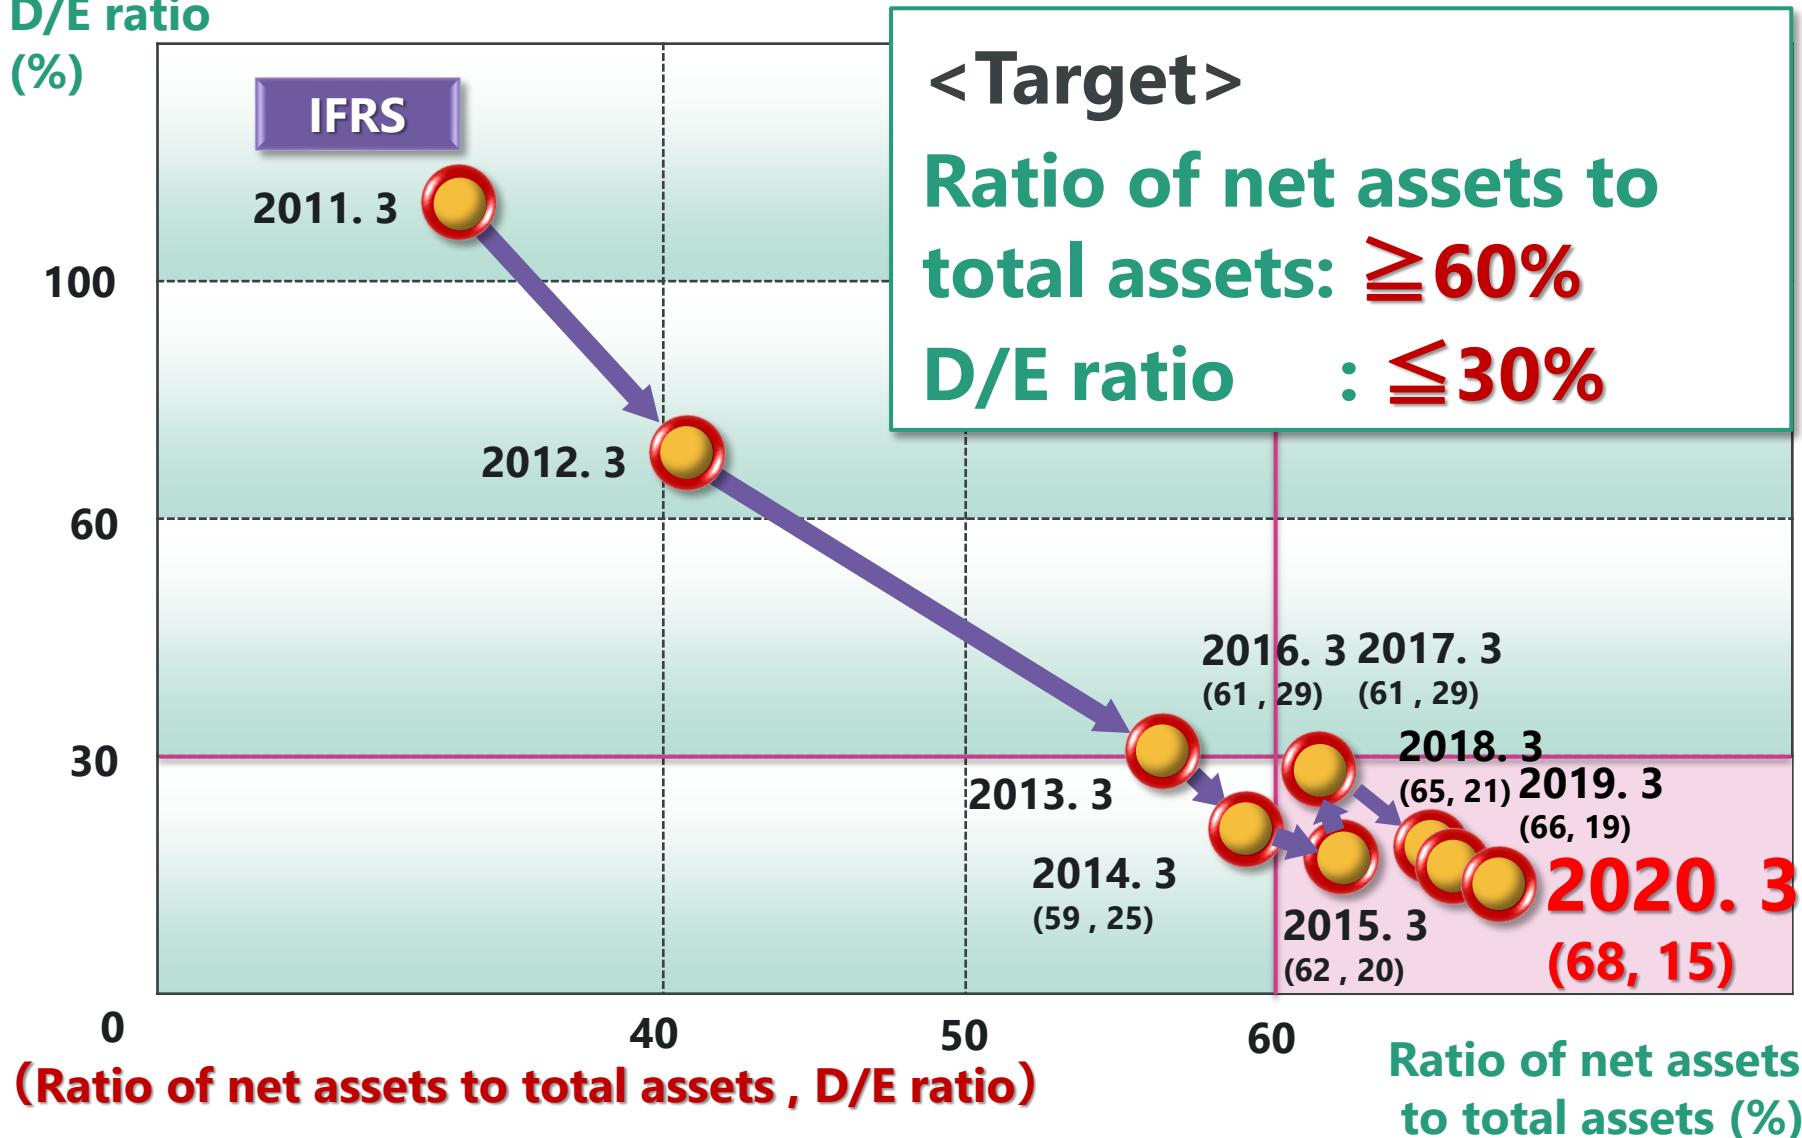 D/E ratio
(%)
<Target>
Ratio of net assets to
total assets: ≧60%
D/E ratio : ≦30%
IFRS
2011. 3
100
2012. 3
60
2016. 3 2017. 3
(61 , 29) (61 , 29)
2018. 3
(65, 21)
2019. 3
(66, 19)
30
2013. 3
2014. 3
(59 , 25)
2015. 3
(62 , 20)
2020. 3
(68, 15)
0 40 50 60
（Ratio of net assets to total assets , D/E ratio）
Ratio of net assets
to total assets (%)